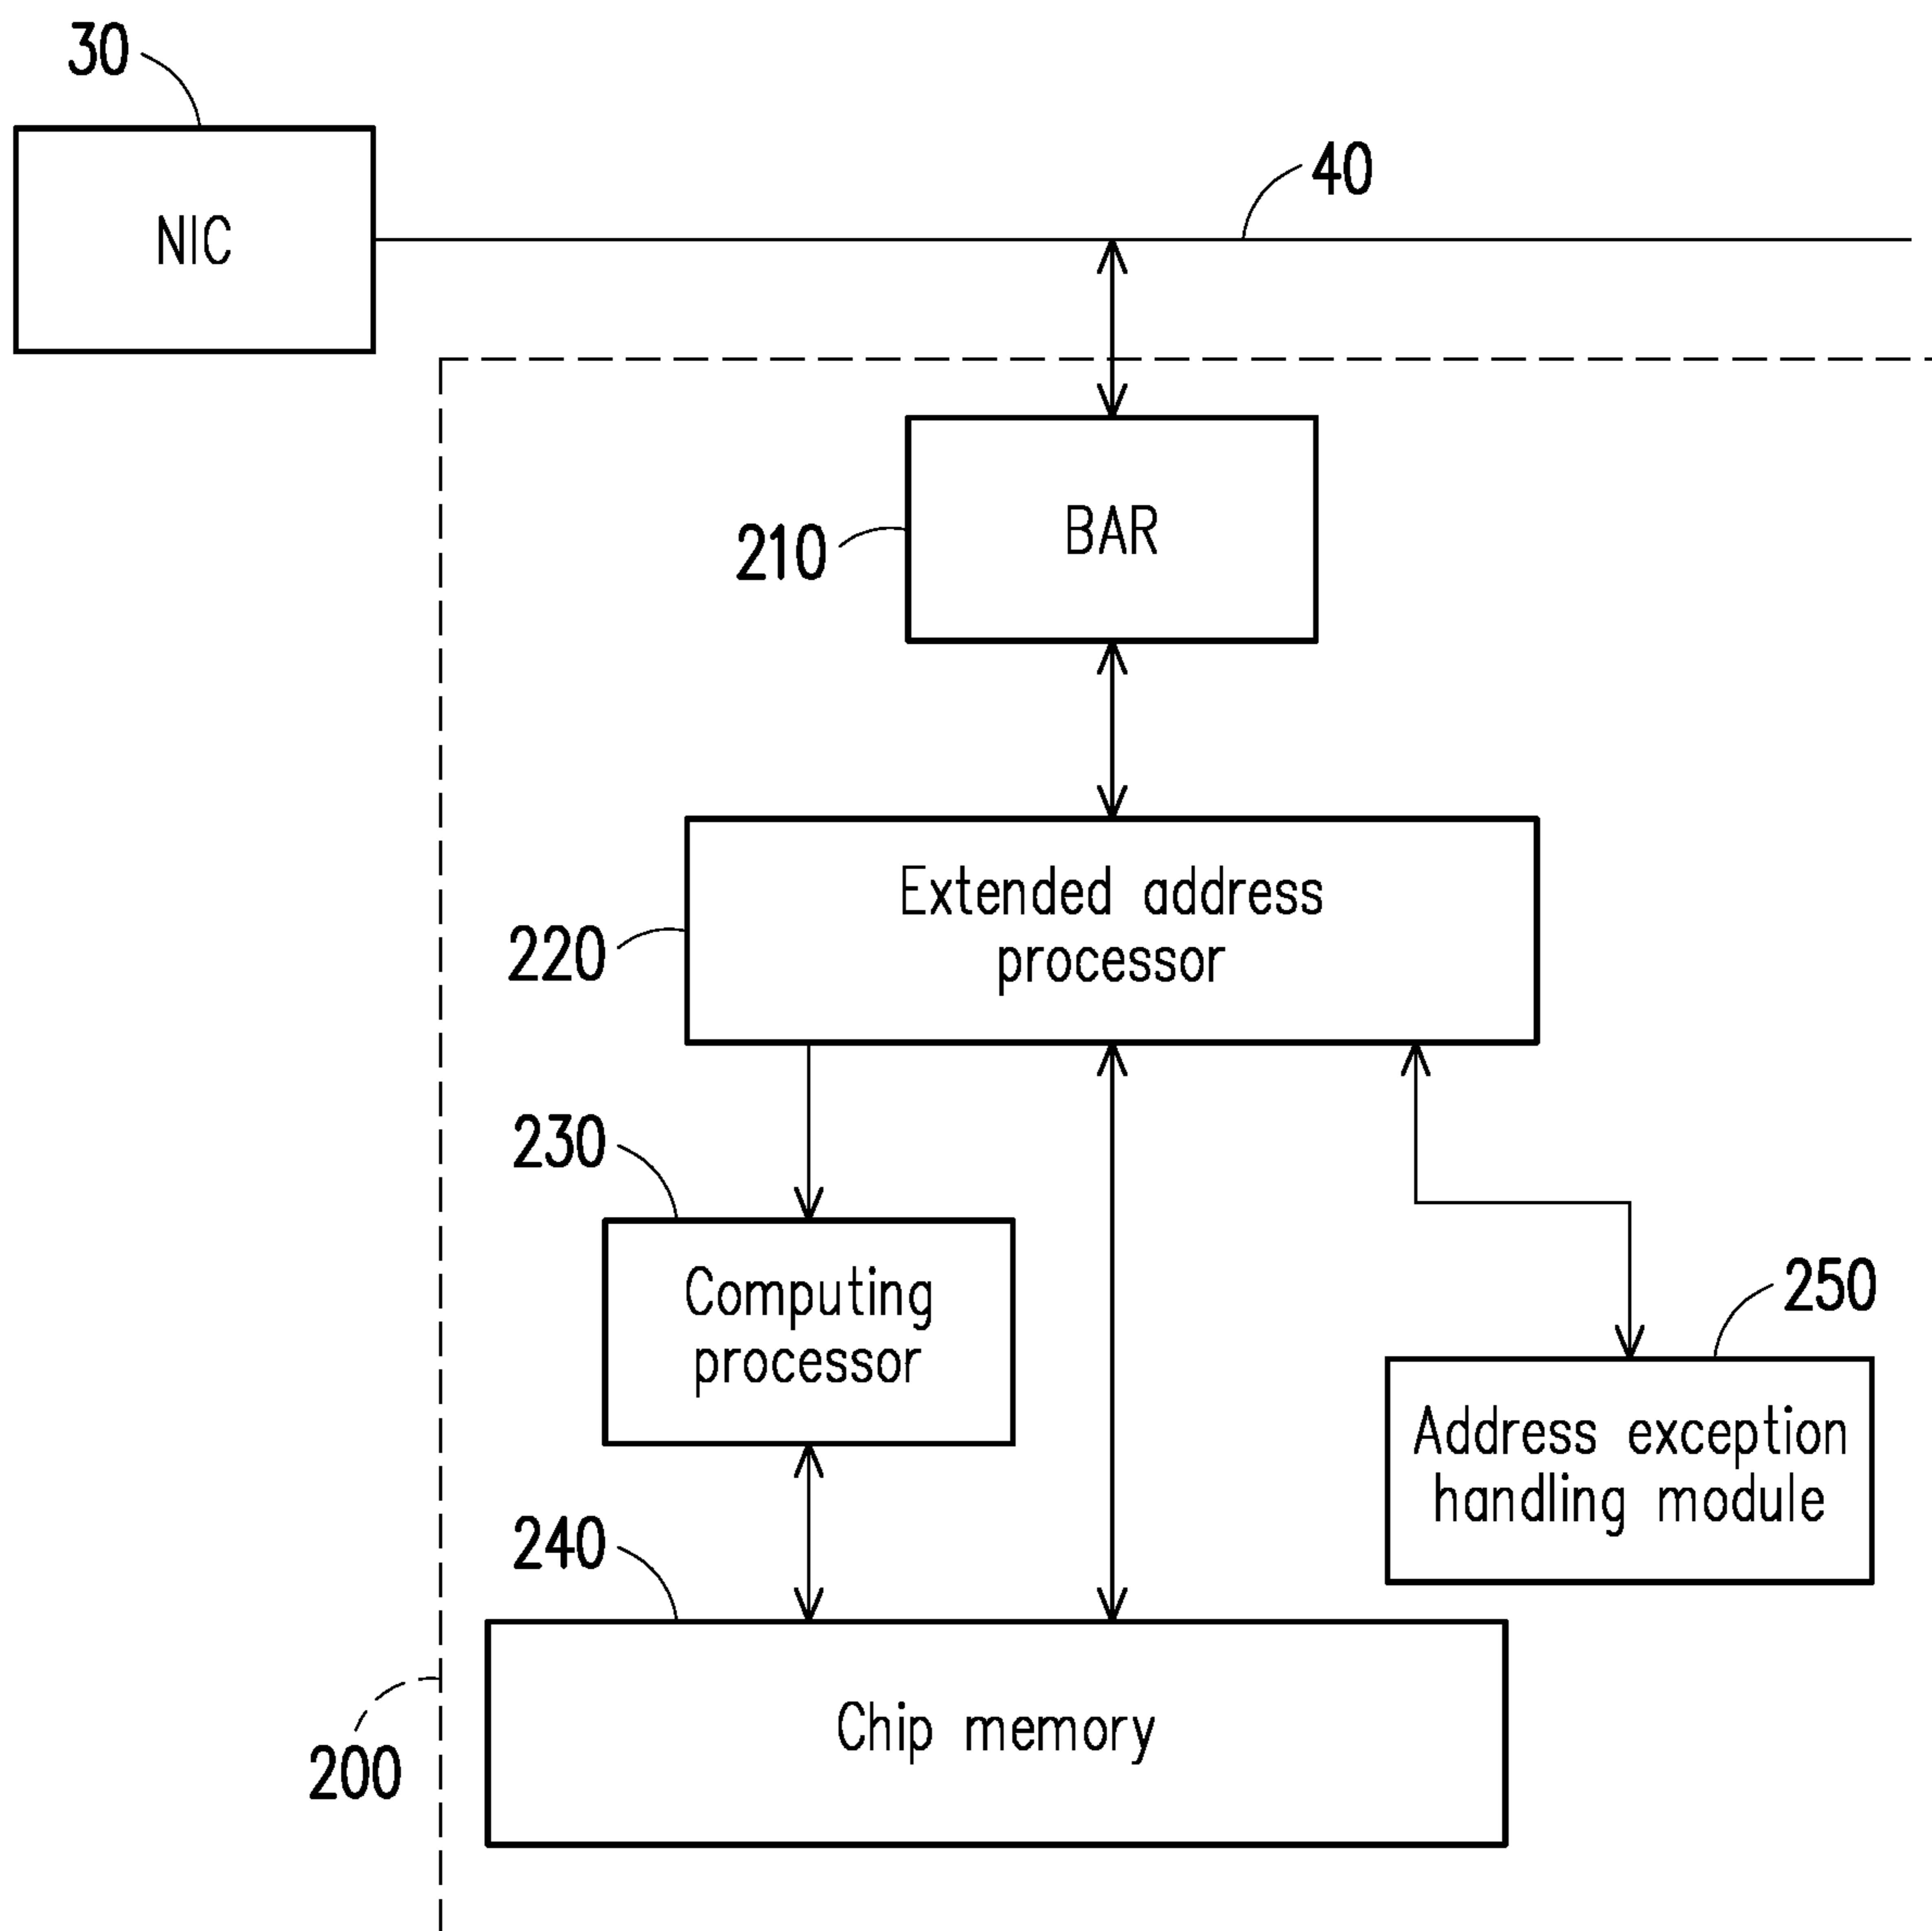 30
40
NIC
BAR
210
Extended address
processor
220
230
Computing
processor
250
Address exception
handling module
240
Chip memory
200